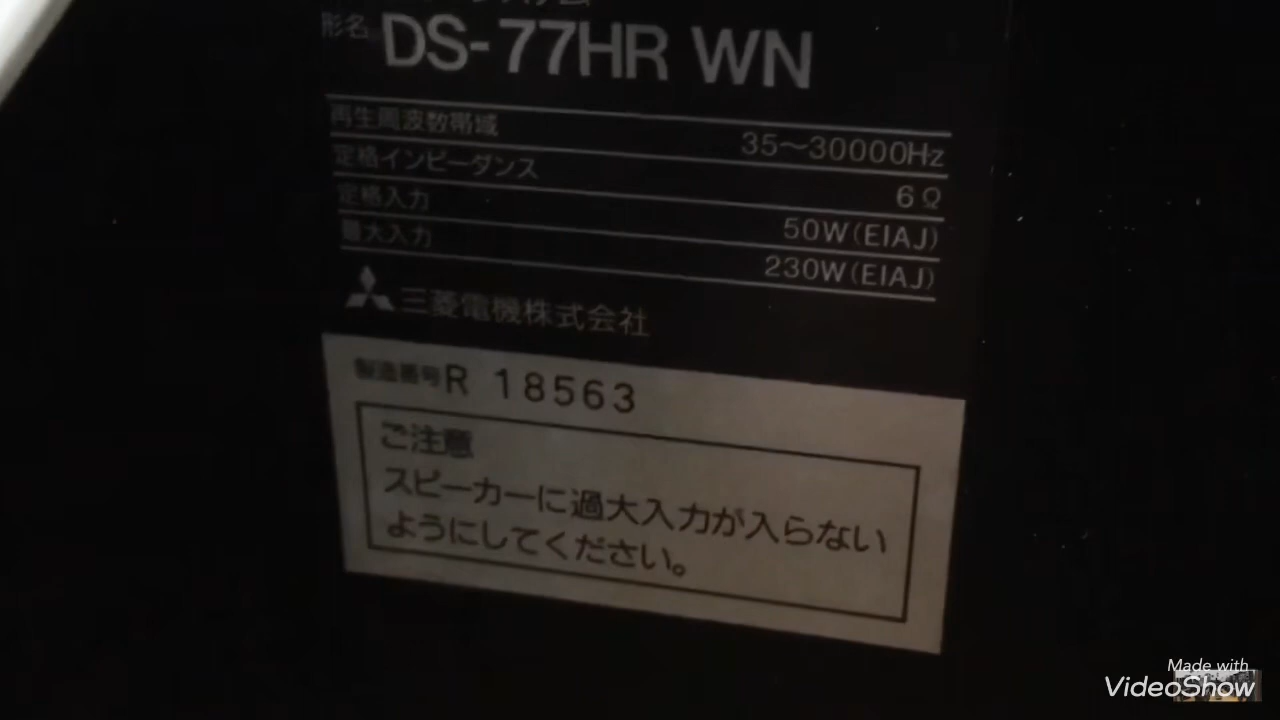 形名 DS-77HR WN
再生周波数帯域 35～30000Hz
定格インピーダンス 6Ω
定格入力 50W(EIAJ)
最大入力 230W(EIAJ)
三菱電機株式会社
製造番号 R 18563
ご注意
スピーカーに過大入力が入らない
ようにしてください。
Made with
VideoShow